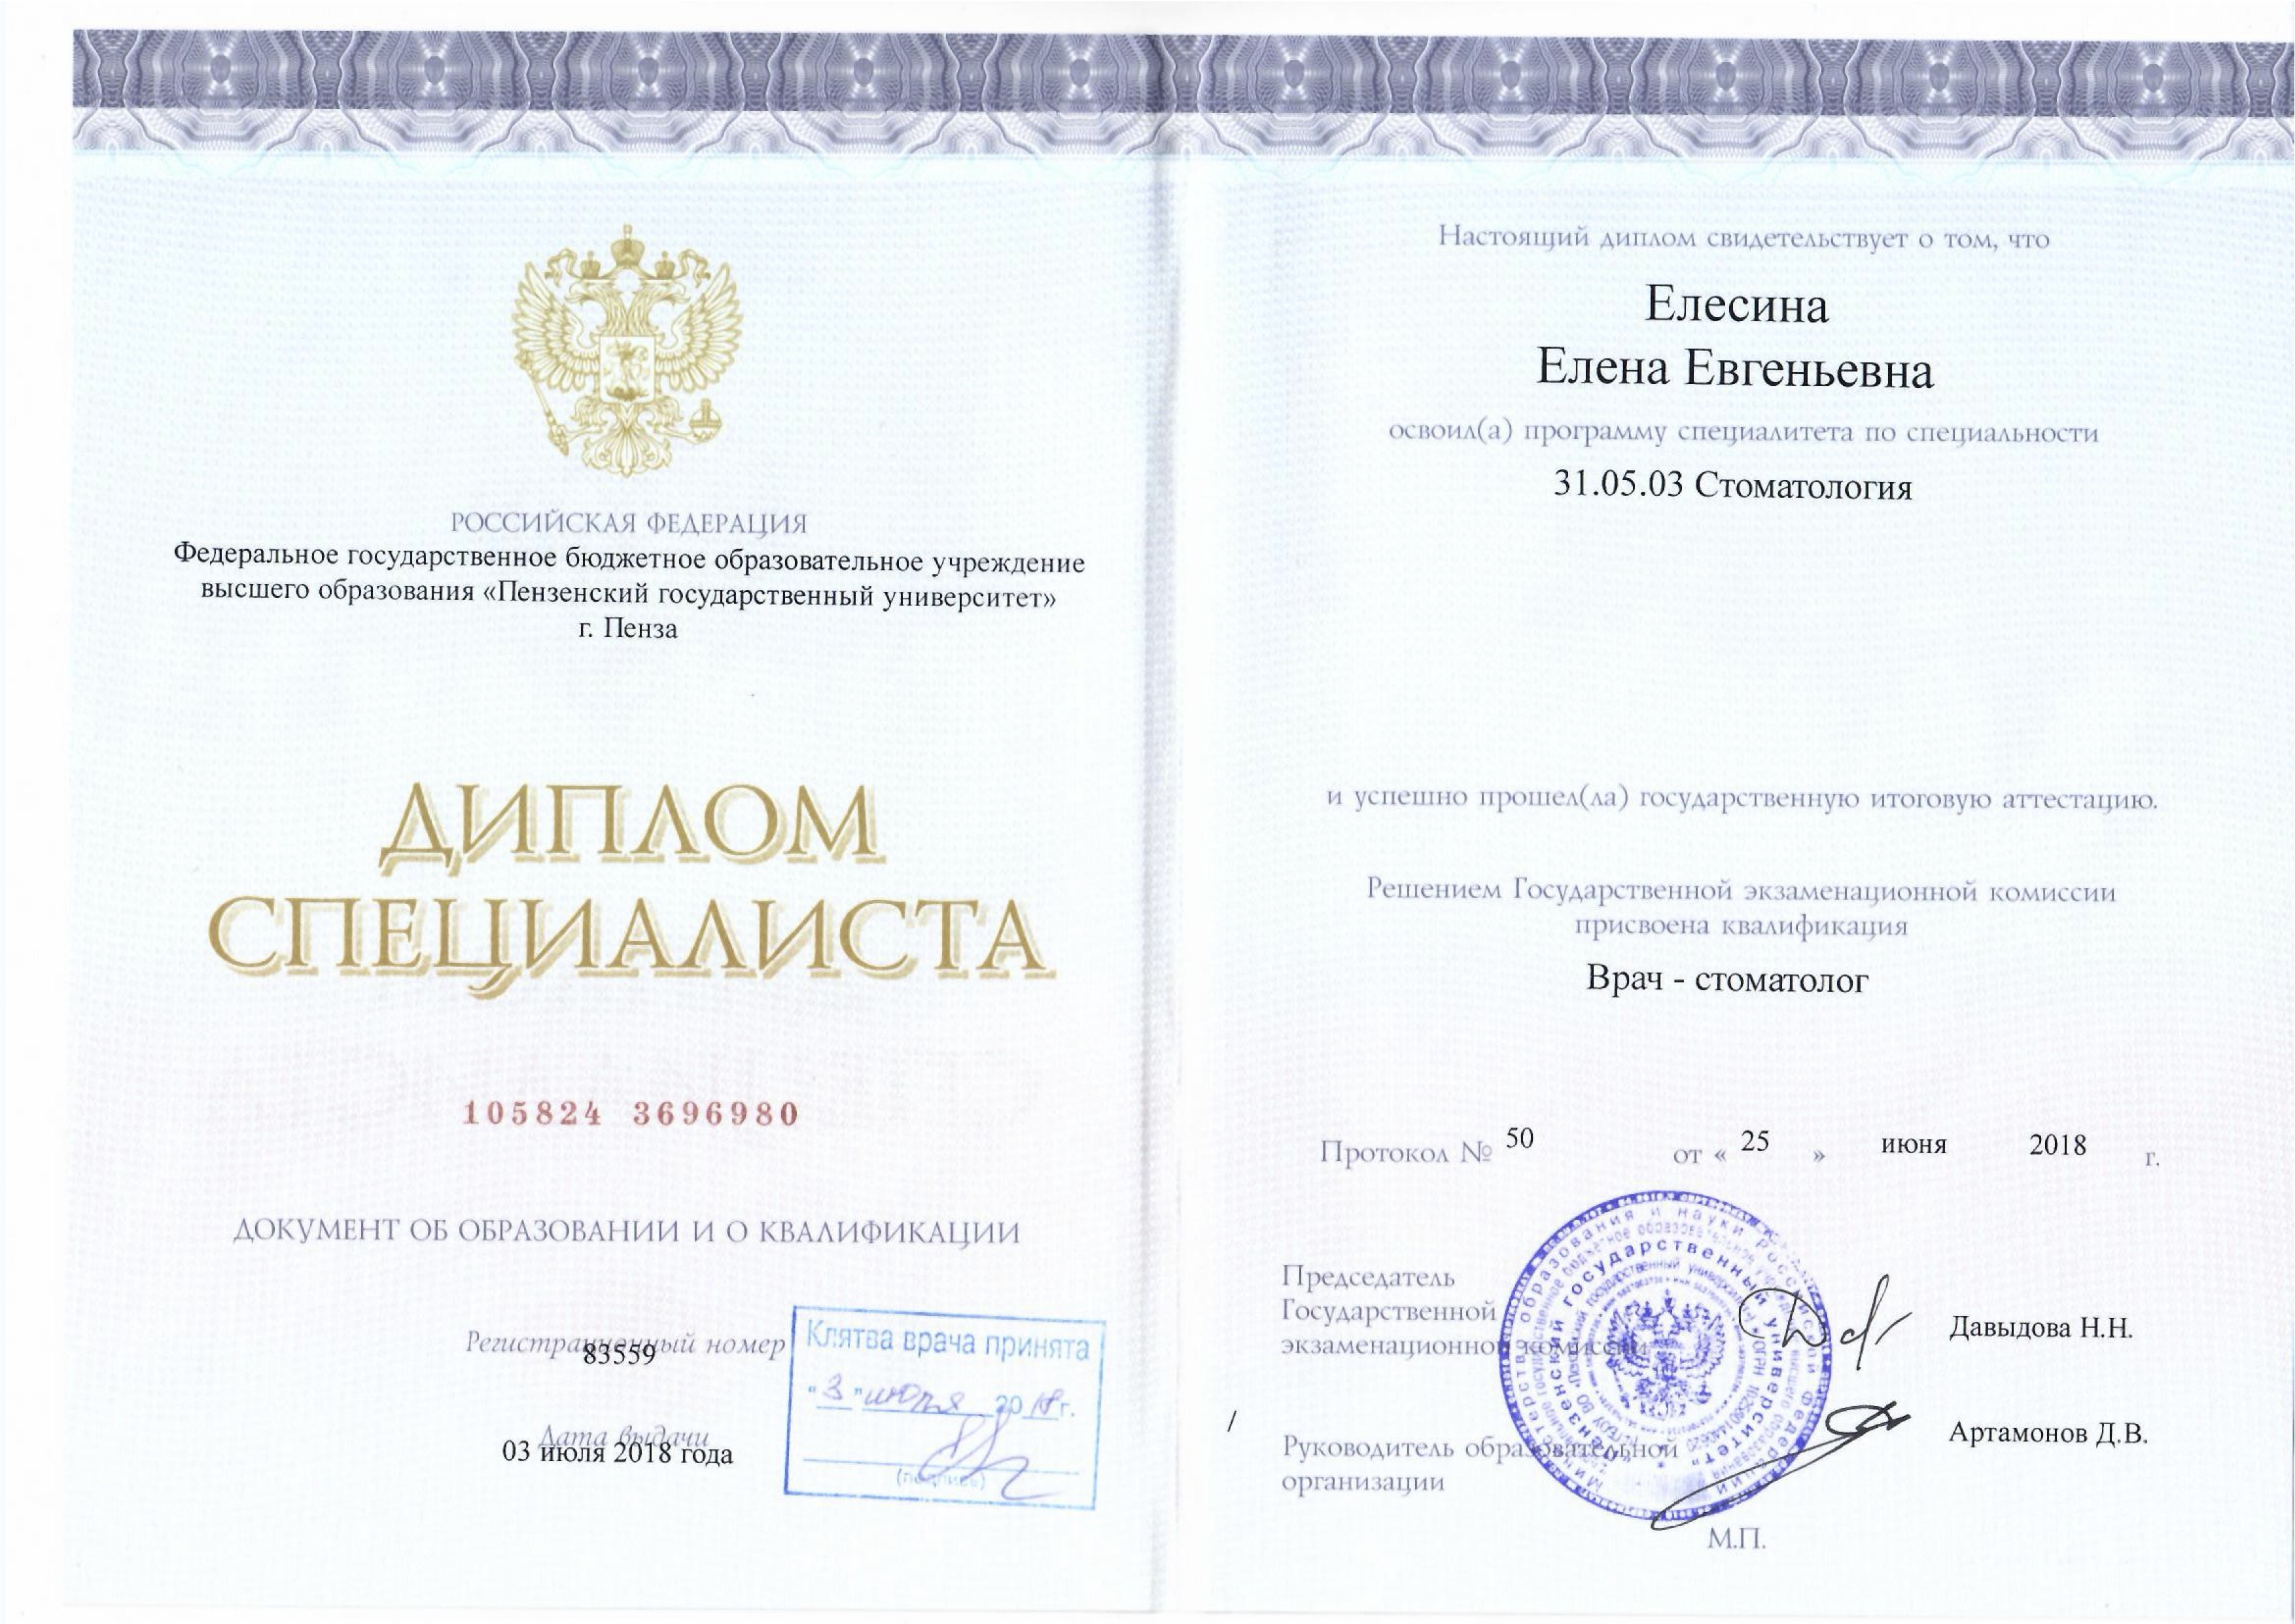 РОССИЙСКАЯ ФЕДЕРАЦИЯ
Федеральное государственное бюджетное образовательное учреждение
высшего образования «Пензенский государственный университет»
г. Пенза
ДИПЛОМ
СПЕЦИАЛИСТА
105824 3696980
ДОКУМЕНТ ОБ ОБРАЗОВАНИИ И О КВАЛИФИКАЦИИ
Регистрационный номер
83559
Дата выдачи
03 июля 2018 года
Клятва врача принята
"3" июля 2018г.
(подпись)
Настоящий диплом свидетельствует о том, что
Елесина
Елена Евгеньевна
освоил(а) программу специалитета по специальности
31.05.03 Стоматология
и успешно прошел(ла) государственную итоговую аттестацию.
Решением Государственной экзаменационной комиссии
присвоена квалификация
Врач - стоматолог
Протокол № 50 от « 25 » июня 2018 г.
Председатель
Государственной
экзаменационной комиссии
Давыдова Н.Н.
Руководитель образовательной
организации
Артамонов Д.В.
М.П.